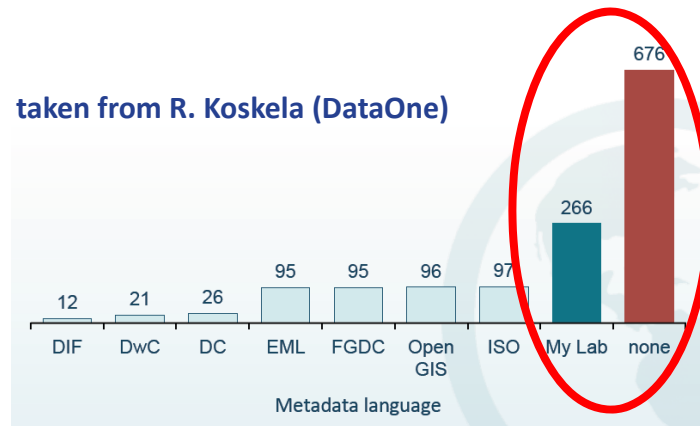 taken from R. Koskela (DataOne)
676
266
95 95 96 97
12 21 26
DIF DwC DC EML FGDC Open GIS ISO My Lab none
Metadata language